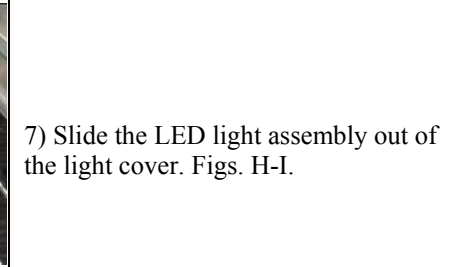 7) Slide the LED light assembly out of
the light cover. Figs. H-I.